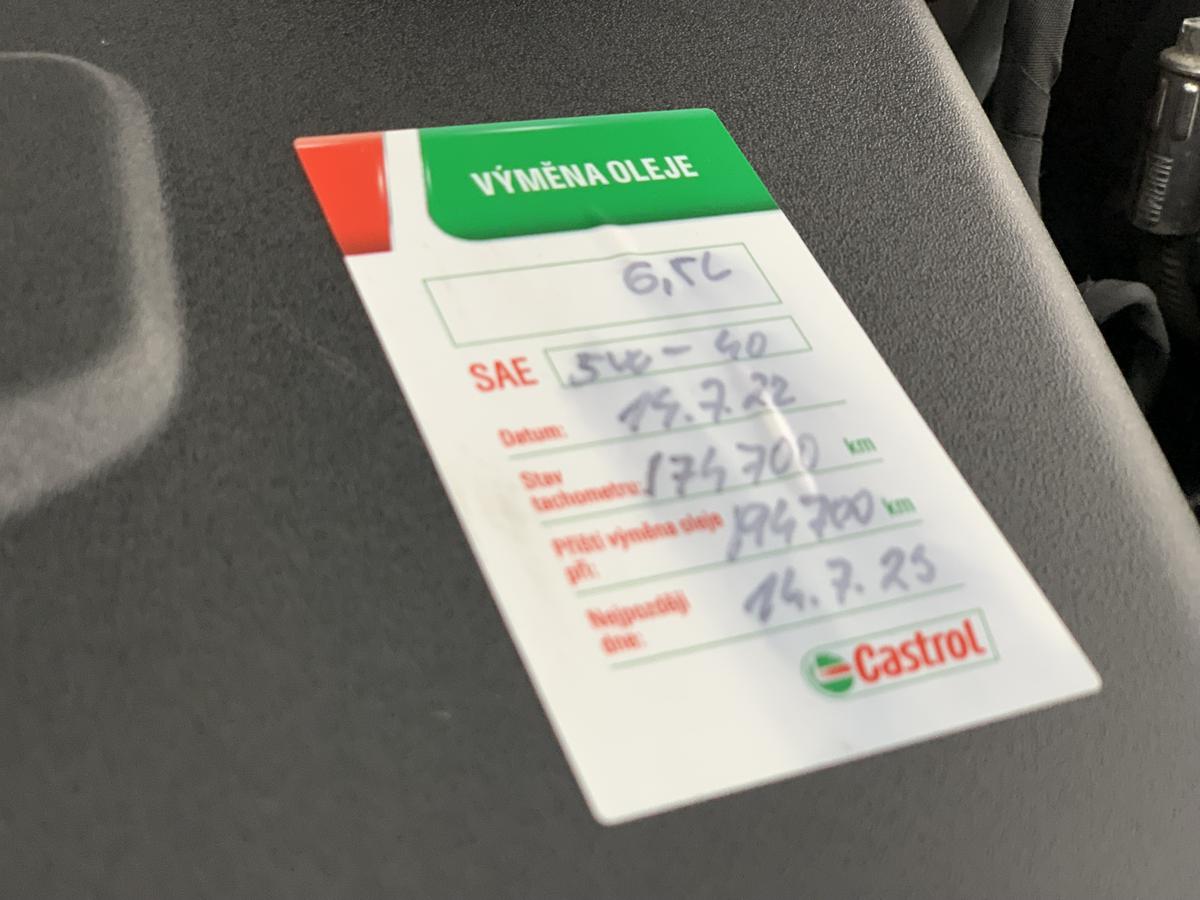 VÝMĚNA OLEJE
6,5L
SAE 5W - 40
Datum: 14.7.22
Stav tachometru: 174 700 km
Příští výměna oleje při: 194 700 km
Nejpozději dne: 14.7.25
Castrol